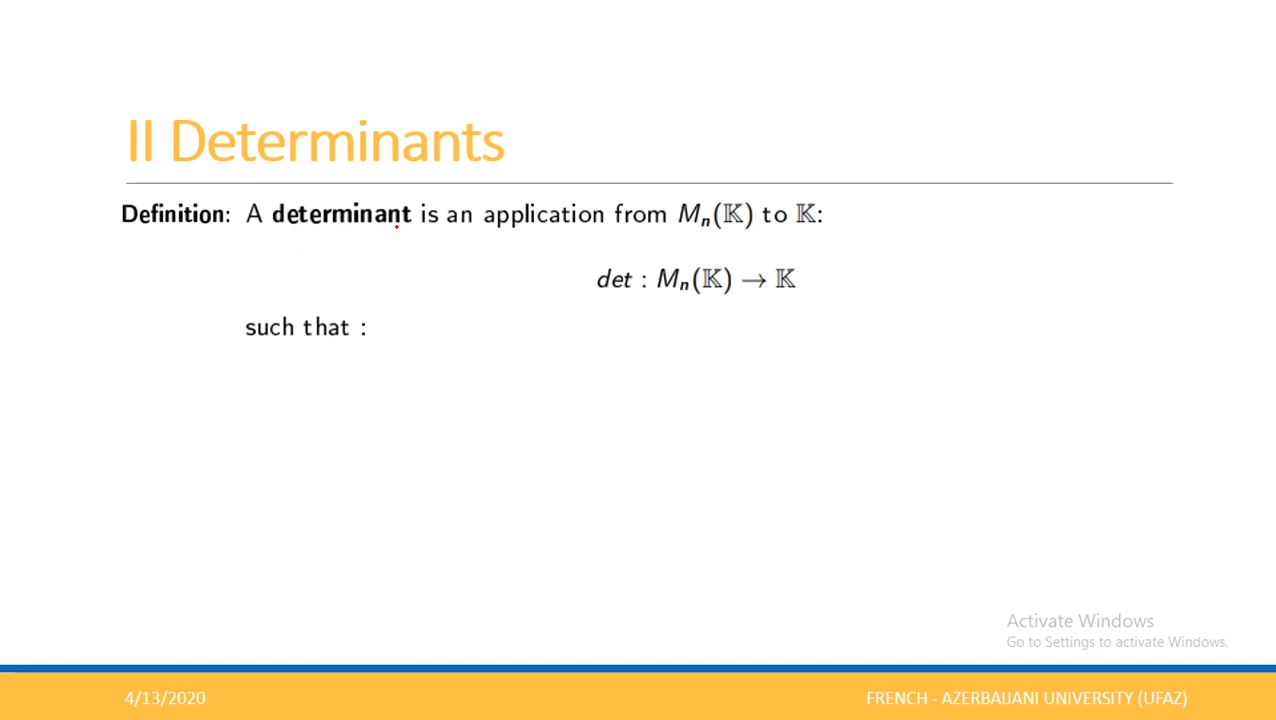 II Determinants
Definition: A determinant is an application from Mₙ(𝕂) to 𝕂:
det : Mₙ(𝕂) → 𝕂
such that :
Activate Windows
Go to Settings to activate Windows.
4/13/2020
FRENCH - AZERBAIJANI UNIVERSITY (UFAZ)